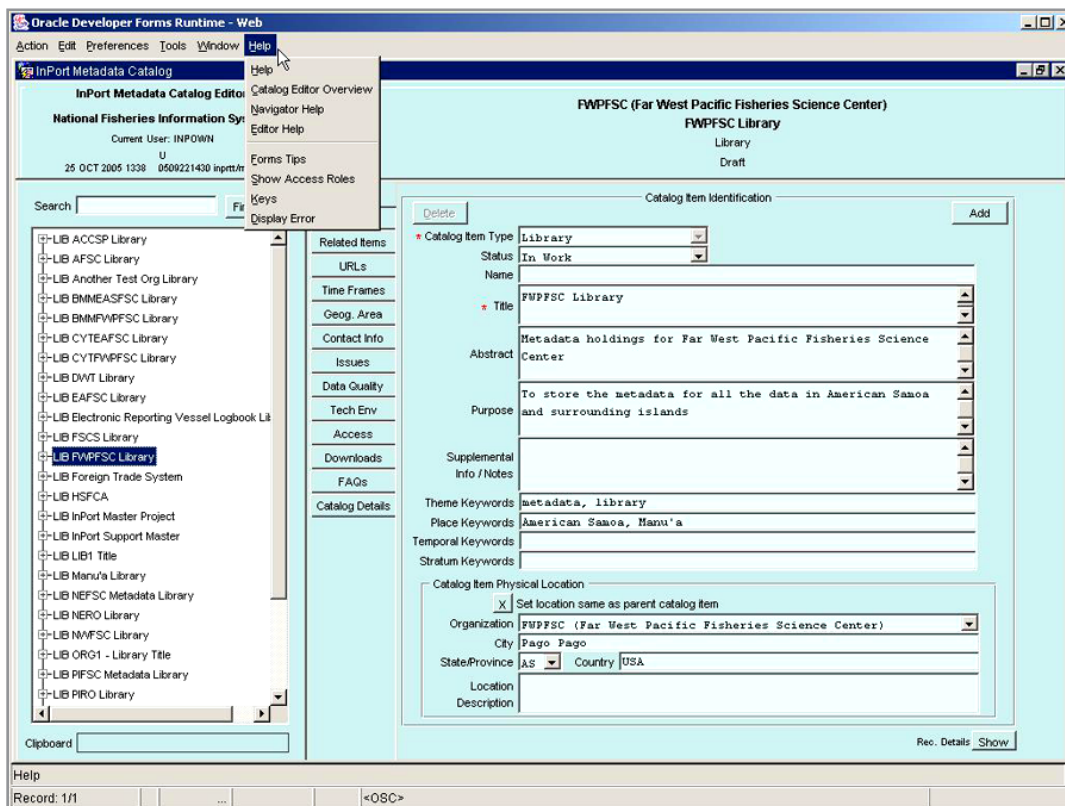 Oracle Developer Forms Runtime - Web
Action Edit Preferences Tools Window Help
InPort Metadata Catalog
InPort Metadata Catalog Editor
National Fisheries Information
Current User: INPOWN
U
25 OCT 2005 1338 0509221430
Help
Catalog Editor Overview
Navigator Help
Editor Help
Forms Tips
Show Access Roles
Keys
Display Error
FWPFSC (Far West Pacific Fisheries Science Center)
FWPFSC Library
Library
Draft
Search
LIB ACCSP Library
LIB AFSC Library
LIB Another Test Org Library
LIB BMMEASFSC Library
LIB BMMFWPFSC Library
LIB CYTEAFSC Library
LIB CYTFWPFSC Library
LIB DWT Library
LIB EAFSC Library
LIB Electronic Reporting Vessel Logbook
LIB FSCS Library
LIB FWPFSC Library
LIB Foreign Trade System
LIB HSFCA
LIB InPort Master Project
LIB InPort Support Master
LIB LIB1 Title
LIB Manu'a Library
LIB NEFSC Metadata Library
LIB NERO Library
LIB NWFSC Library
LIB ORG1 - Library Title
LIB PIFSC Metadata Library
LIB PIRO Library
Clipboard
Related Items
URLs
Time Frames
Geog. Area
Contact Info
Issues
Data Quality
Tech Env
Access
Downloads
FAQs
Catalog Details
Catalog Item Identification
Delete
Add
* Catalog Item Type Library
Status In Work
Name
* Title FWPFSC Library
Abstract Metadata holdings for Far West Pacific Fisheries Science
Center
Purpose To store the metadata for all the data in American Samoa
and surrounding islands
Supplemental
Info / Notes
Theme Keywords metadata, library
Place Keywords American Samoa, Manu'a
Temporal Keywords
Stratum Keywords
Catalog Item Physical Location
X Set location same as parent catalog item
Organization FWPFSC (Far West Pacific Fisheries Science Center)
City Pago Pago
State/Province AS Country USA
Location
Description
Rec. Details Show
Help
Record: 1/1 ... <OSC>